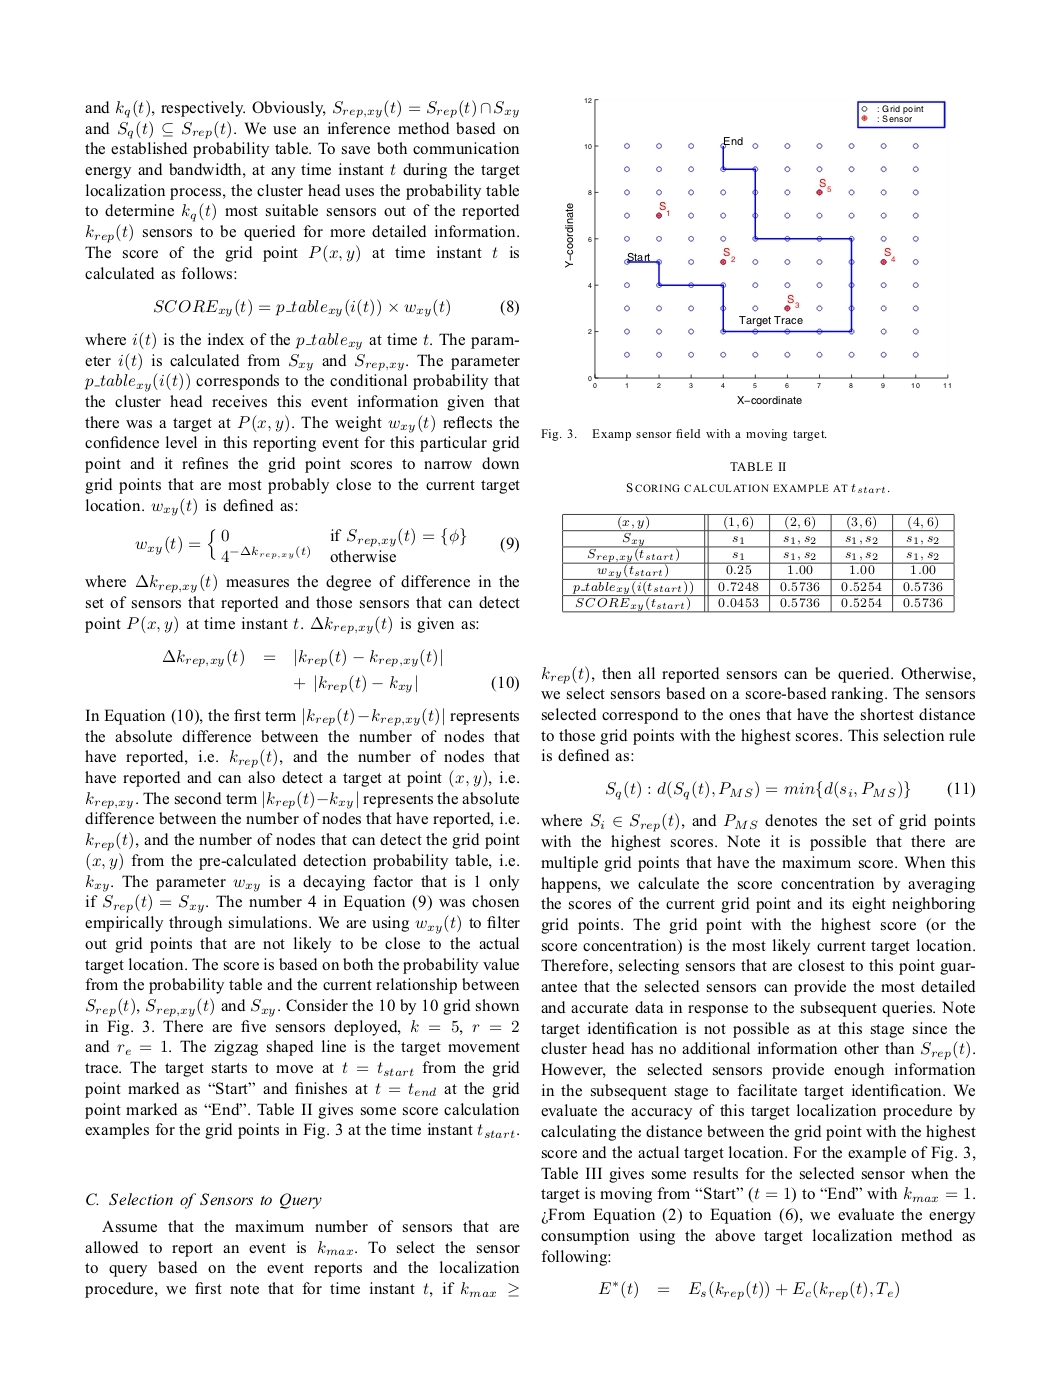 and k_q(t), respectively. Obviously, S_{rep,xy}(t) = S_{rep}(t) ∩ S_{xy}
and S_q(t) ⊆ S_{rep}(t). We use an inference method based on
the established probability table. To save both communication
energy and bandwidth, at any time instant t during the target
localization process, the cluster head uses the probability table
to determine k_q(t) most suitable sensors out of the reported
k_{rep}(t) sensors to be queried for more detailed information.
The score of the grid point P(x, y) at time instant t is
calculated as follows:
SCORE_{xy}(t) = p_table_{xy}(i(t)) × w_{xy}(t) (8)
where i(t) is the index of the p_table_{xy} at time t. The param-
eter i(t) is calculated from S_{xy} and S_{rep,xy}. The parameter
p_table_{xy}(i(t)) corresponds to the conditional probability that
the cluster head receives this event information given that
there was a target at P(x, y). The weight w_{xy}(t) reflects the
confidence level in this reporting event for this particular grid
point and it refines the grid point scores to narrow down
grid points that are most probably close to the current target
location. w_{xy}(t) is defined as:
w_{xy}(t) = { 0 if S_{rep,xy}(t) = {ϕ}
4^{−Δk_{rep,xy}(t)} otherwise (9)
where Δk_{rep,xy}(t) measures the degree of difference in the
set of sensors that reported and those sensors that can detect
point P(x, y) at time instant t. Δk_{rep,xy}(t) is given as:
Δk_{rep,xy}(t) = |k_{rep}(t) − k_{rep,xy}(t)|
+ |k_{rep}(t) − k_{xy}| (10)
In Equation (10), the first term |k_{rep}(t)−k_{rep,xy}(t)| represents
the absolute difference between the number of nodes that
have reported, i.e. k_{rep}(t), and the number of nodes that
have reported and can also detect a target at point (x, y), i.e.
k_{rep,xy}. The second term |k_{rep}(t)−k_{xy}| represents the absolute
difference between the number of nodes that have reported, i.e.
k_{rep}(t), and the number of nodes that can detect the grid point
(x, y) from the pre-calculated detection probability table, i.e.
k_{xy}. The parameter w_{xy} is a decaying factor that is 1 only
if S_{rep}(t) = S_{xy}. The number 4 in Equation (9) was chosen
empirically through simulations. We are using w_{xy}(t) to filter
out grid points that are not likely to be close to the actual
target location. The score is based on both the probability value
from the probability table and the current relationship between
S_{rep}(t), S_{rep,xy}(t) and S_{xy}. Consider the 10 by 10 grid shown
in Fig. 3. There are five sensors deployed, k = 5, r = 2
and r_e = 1. The zigzag shaped line is the target movement
trace. The target starts to move at t = t_{start} from the grid
point marked as “Start” and finishes at t = t_{end} at the grid
point marked as “End”. Table II gives some score calculation
examples for the grid points in Fig. 3 at the time instant t_{start}.
C. Selection of Sensors to Query
Assume that the maximum number of sensors that are
allowed to report an event is k_{max}. To select the sensor
to query based on the event reports and the localization
procedure, we first note that for time instant t, if k_{max} ≥
12
10
8
6
4
2
0
0 1 2 3 4 5 6 7 8 9 10 11
Y−coordinate
X−coordinate
: Grid point
: Sensor
End
S_5
S_1
Start
S_2
S_4
S_3
Target Trace
Fig. 3. Examp sensor field with a moving target.
TABLE II
SCORING CALCULATION EXAMPLE AT t_{start}.
(x, y) (1, 6) (2, 6) (3, 6) (4, 6)
S_{xy} s_1 s_1, s_2 s_1, s_2 s_1, s_2
S_{rep,xy}(t_{start}) s_1 s_1, s_2 s_1, s_2 s_1, s_2
w_{xy}(t_{start}) 0.25 1.00 1.00 1.00
p_table_{xy}(i(t_{start})) 0.7248 0.5736 0.5254 0.5736
SCORE_{xy}(t_{start}) 0.0453 0.5736 0.5254 0.5736
k_{rep}(t), then all reported sensors can be queried. Otherwise,
we select sensors based on a score-based ranking. The sensors
selected correspond to the ones that have the shortest distance
to those grid points with the highest scores. This selection rule
is defined as:
S_q(t) : d(S_q(t), P_{MS}) = min{d(s_i, P_{MS})} (11)
where S_i ∈ S_{rep}(t), and P_{MS} denotes the set of grid points
with the highest scores. Note it is possible that there are
multiple grid points that have the maximum score. When this
happens, we calculate the score concentration by averaging
the scores of the current grid point and its eight neighboring
grid points. The grid point with the highest score (or the
score concentration) is the most likely current target location.
Therefore, selecting sensors that are closest to this point guar-
antee that the selected sensors can provide the most detailed
and accurate data in response to the subsequent queries. Note
target identification is not possible as at this stage since the
cluster head has no additional information other than S_{rep}(t).
However, the selected sensors provide enough information
in the subsequent stage to facilitate target identification. We
evaluate the accuracy of this target localization procedure by
calculating the distance between the grid point with the highest
score and the actual target location. For the example of Fig. 3,
Table III gives some results for the selected sensor when the
target is moving from “Start” (t = 1) to “End” with k_{max} = 1.
¿From Equation (2) to Equation (6), we evaluate the energy
consumption using the above target localization method as
following:
E*(t) = E_s(k_{rep}(t)) + E_c(k_{rep}(t), T_e)